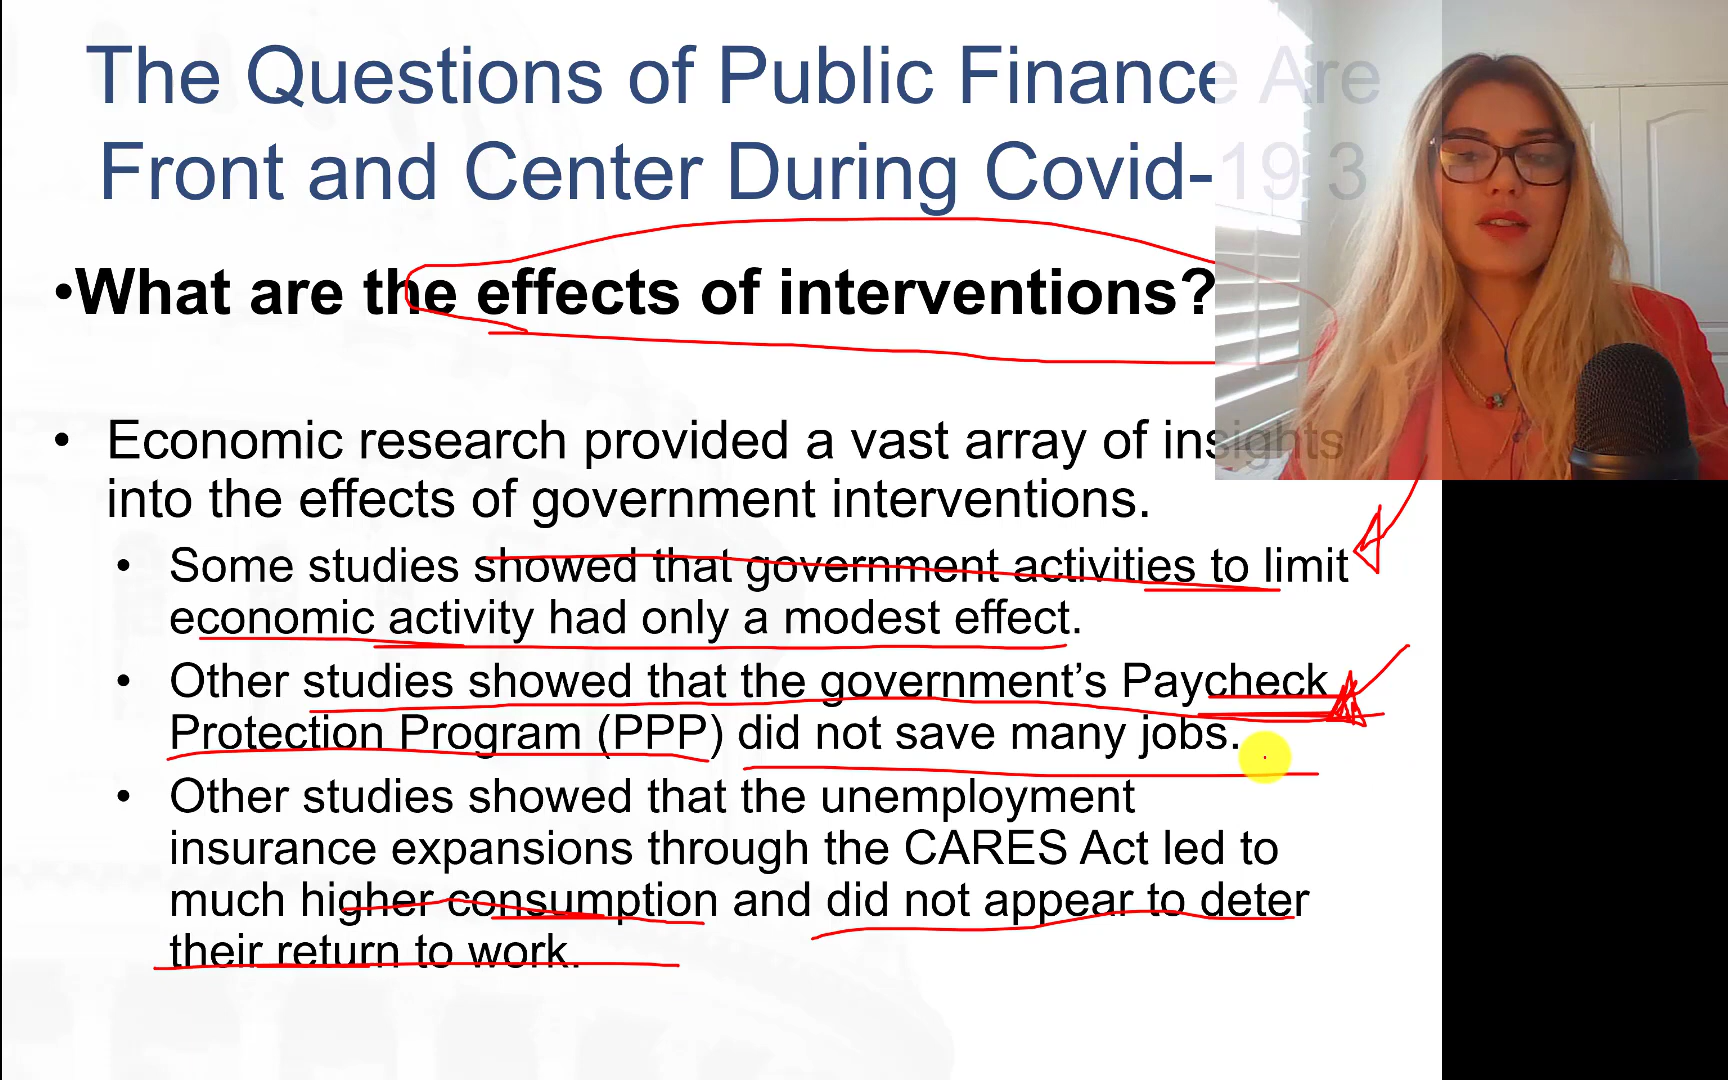 The Questions of Public Finance Are
Front and Center During Covid-19 3
•What are the effects of interventions?
• Economic research provided a vast array of insights
into the effects of government interventions.
• Some studies showed that government activities to limit
economic activity had only a modest effect.
• Other studies showed that the government’s Paycheck
Protection Program (PPP) did not save many jobs.
• Other studies showed that the unemployment
insurance expansions through the CARES Act led to
much higher consumption and did not appear to deter
their return to work.